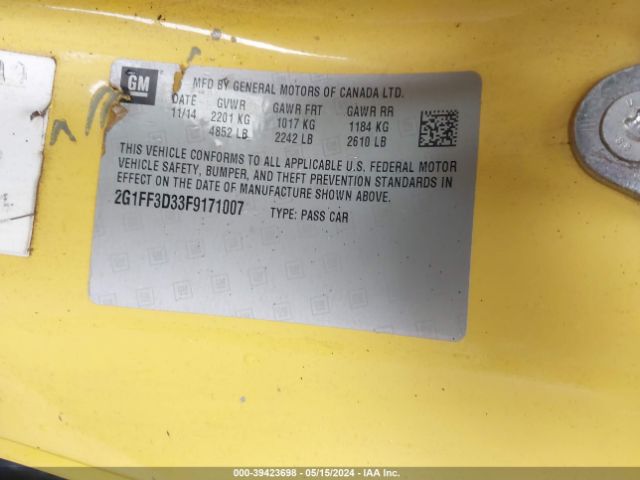 GM
MFD BY GENERAL MOTORS OF CANADA LTD.
DATE GVWR GAWR FRT GAWR RR
11/14 2201 KG 1017 KG 1184 KG
4852 LB 2242 LB 2610 LB
THIS VEHICLE CONFORMS TO ALL APPLICABLE U.S. FEDERAL MOTOR
VEHICLE SAFETY, BUMPER, AND THEFT PREVENTION STANDARDS IN
EFFECT ON THE DATE OF MANUFACTURE SHOWN ABOVE.
2G1FF3D33F9171007 TYPE: PASS CAR
000-39423698 - 05/15/2024 - IAA Inc.